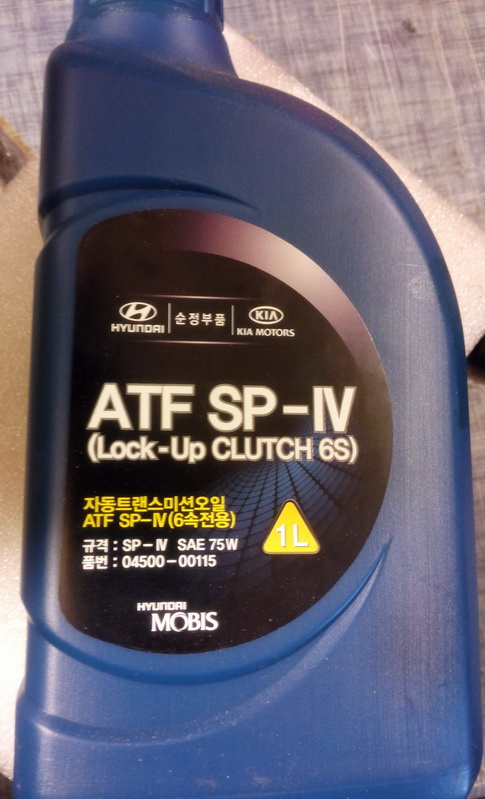 HYUNDAI 순정부품 KIA KIA MOTORS
ATF SP-Ⅳ
(Lock-Up CLUTCH 6S)
자동트랜스미션오일
ATF SP-Ⅳ(6속전용)
1L
규격 : SP-Ⅳ SAE 75W
품번 : 04500-00115
HYUNDAI
MOBIS